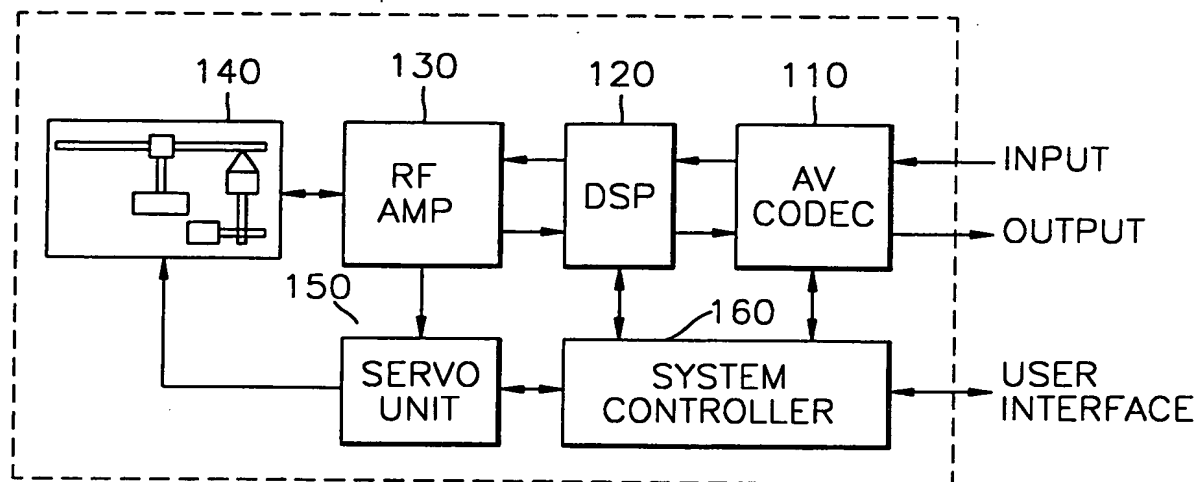 140
130
120
110
RF
AMP
DSP
AV
CODEC
INPUT
OUTPUT
150
160
SERVO
UNIT
SYSTEM
CONTROLLER
USER
INTERFACE